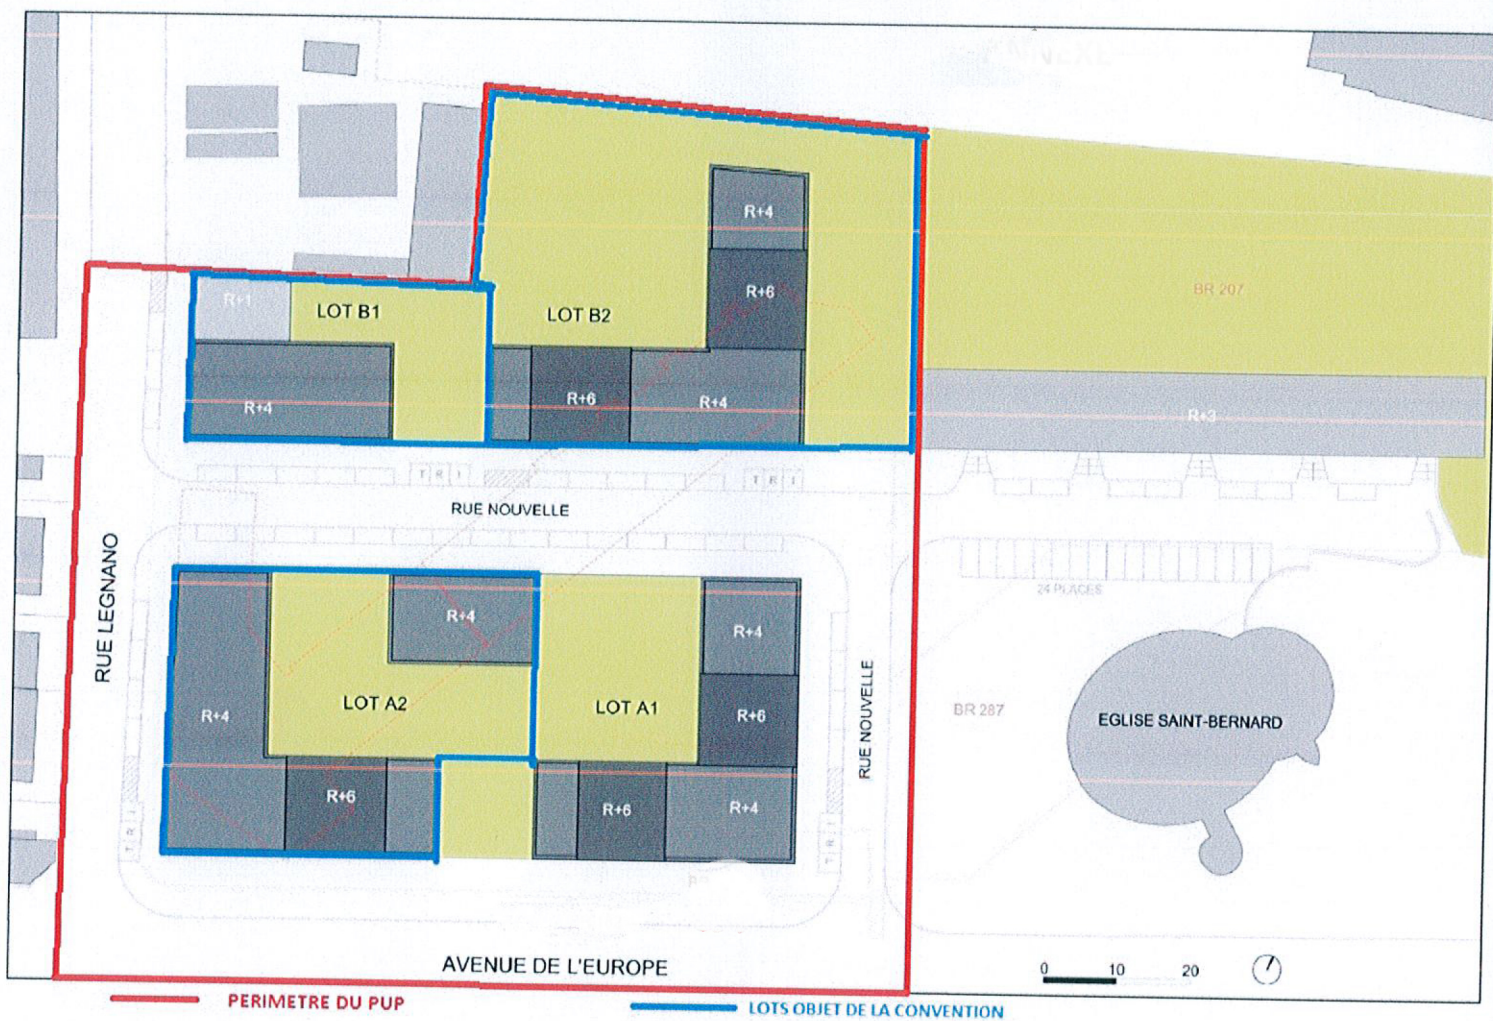 ANNEXE
R+4
R+6
BR 207
R+1
LOT B1
LOT B2
R+4
R+6
R+4
R+3
T R I
T R I
RUE NOUVELLE
RUE LEGNANO
24 PLACES
R+4
R+4
LOT A2
LOT A1
R+4
R+6
BR 287
EGLISE SAINT-BERNARD
RUE NOUVELLE
R+6
R+6
R+4
T R I
T R I
AVENUE DE L'EUROPE
0 10 20
PERIMETRE DU PUP
LOTS OBJET DE LA CONVENTION